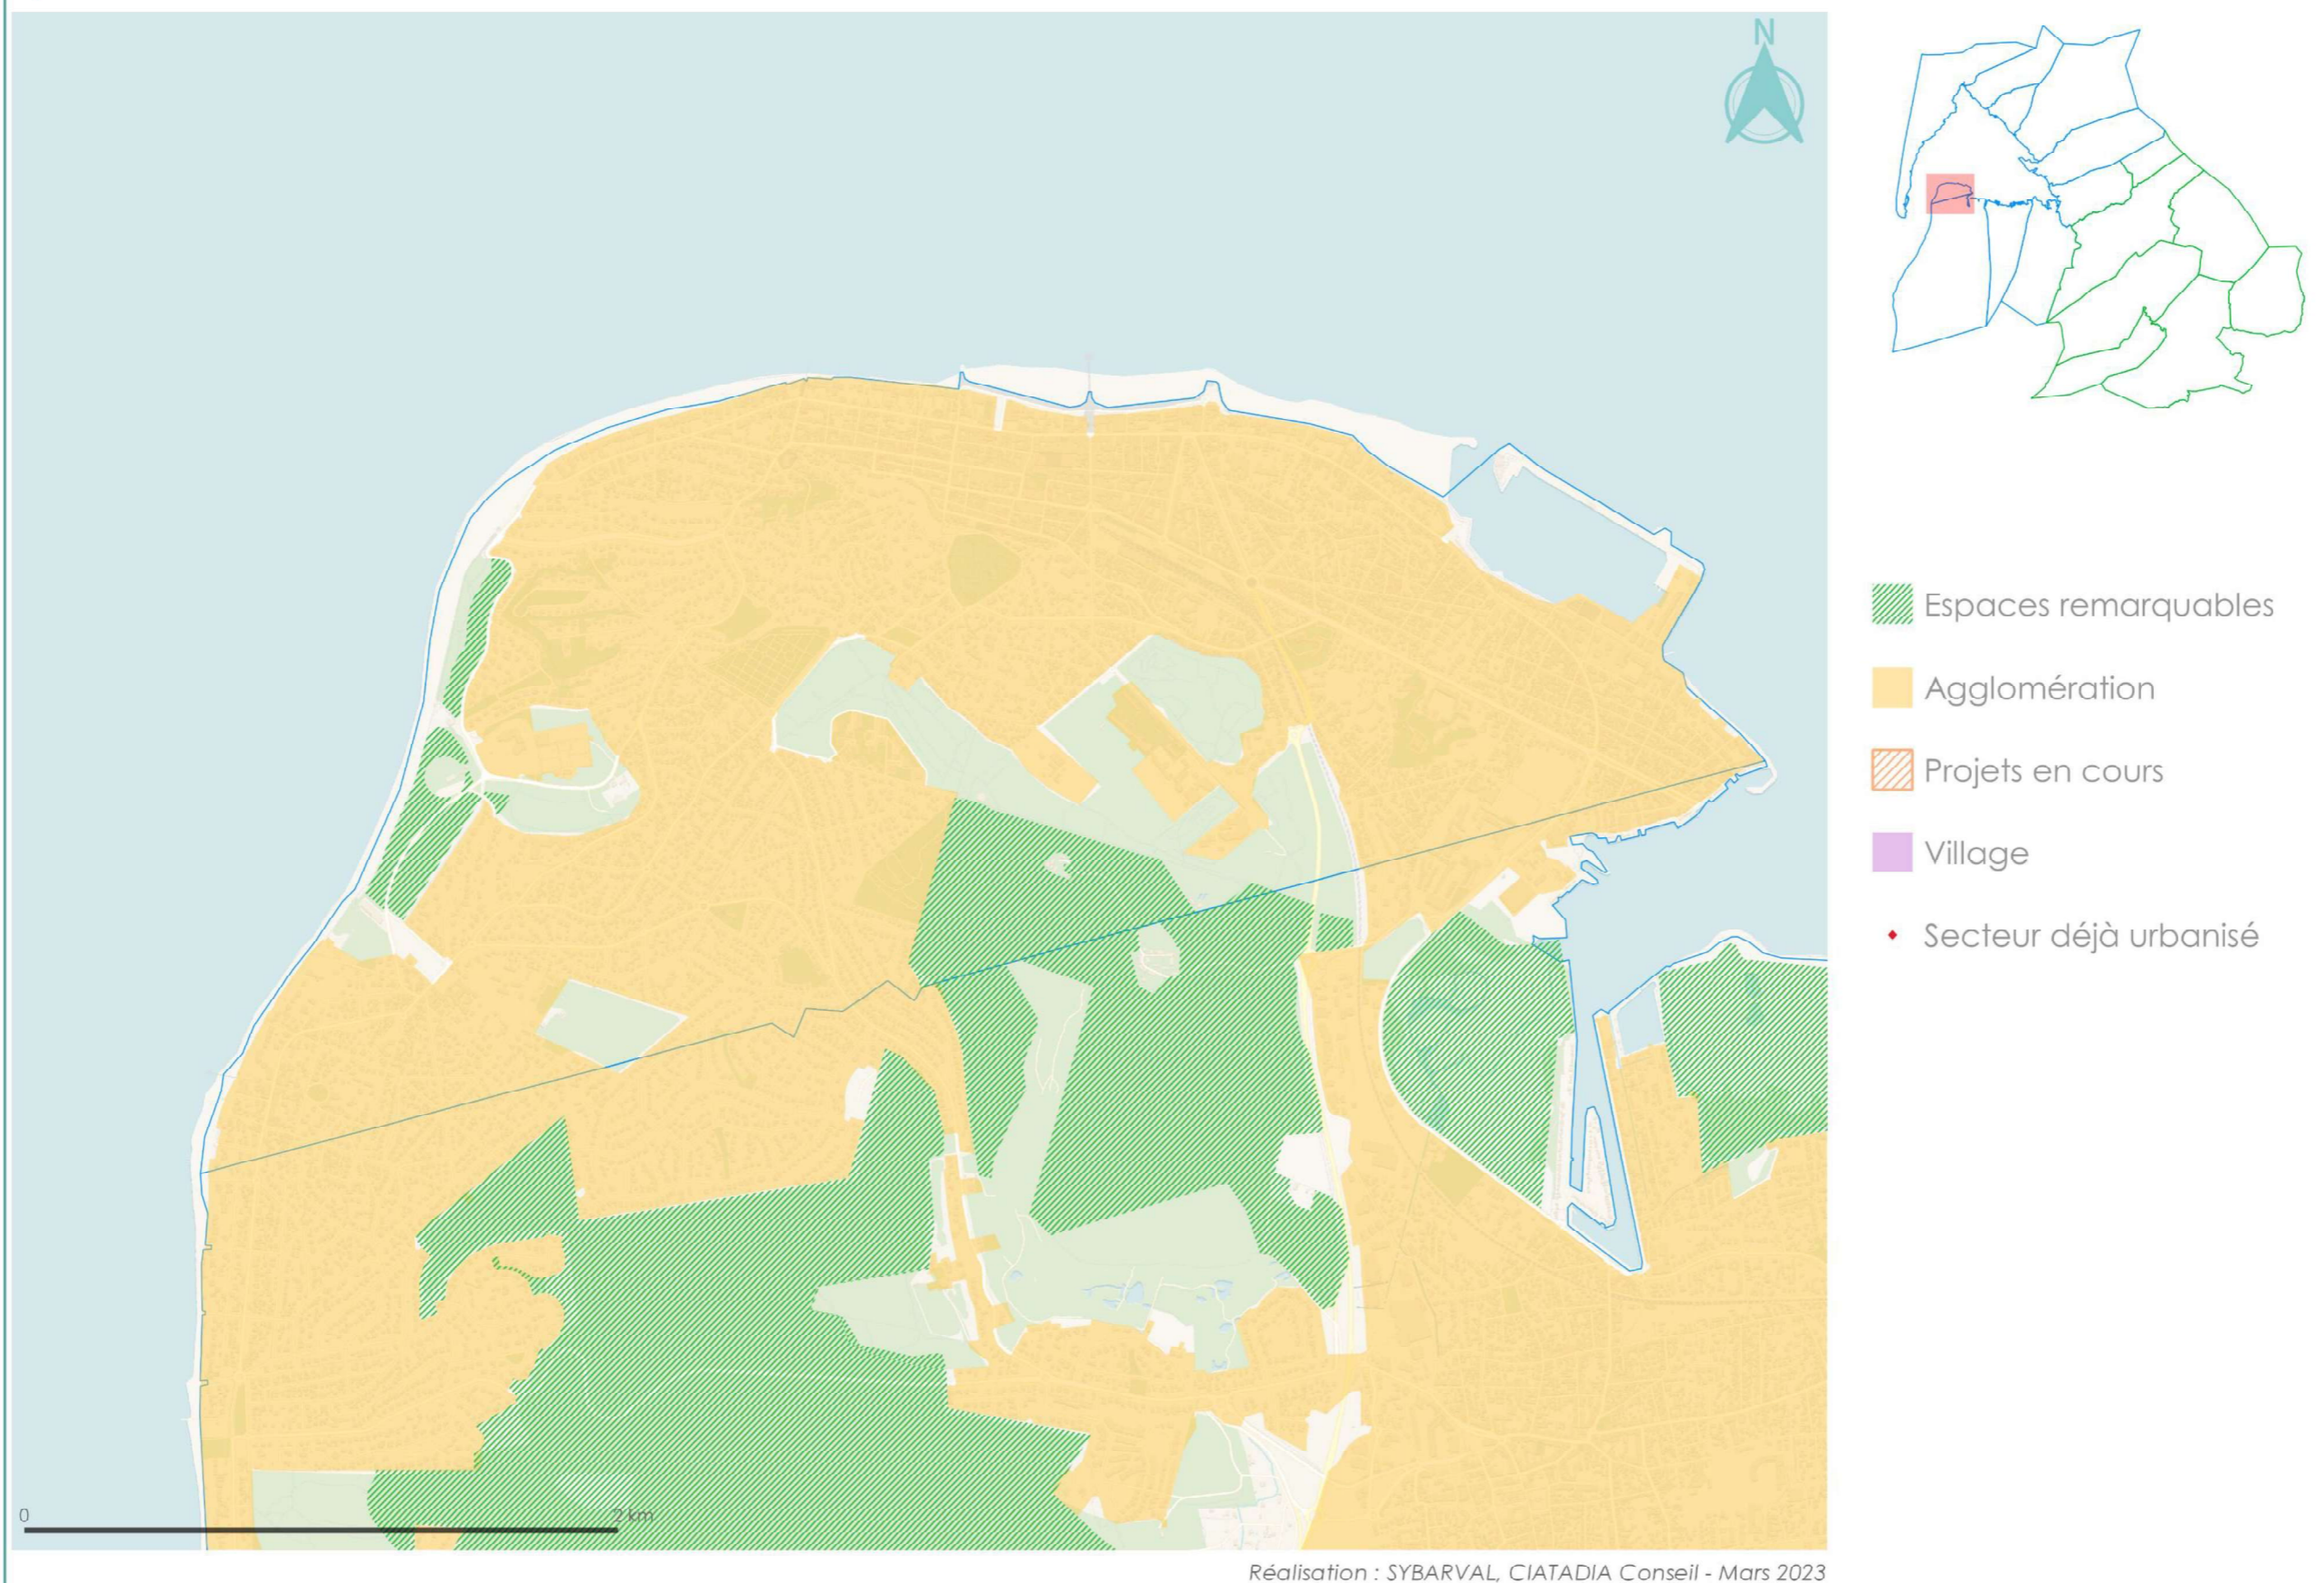 N
Espaces remarquables
Agglomération
Projets en cours
Village
Secteur déjà urbanisé
0 2 km
Réalisation : SYBARVAL, CIATADIA Conseil - Mars 2023